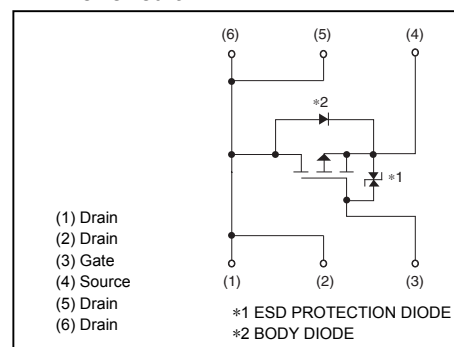 (6) (5) (4)
∗2
∗1
(1) Drain
(2) Drain
(3) Gate
(4) Source
(5) Drain
(6) Drain
(1) (2) (3)
∗1 ESD PROTECTION DIODE
∗2 BODY DIODE